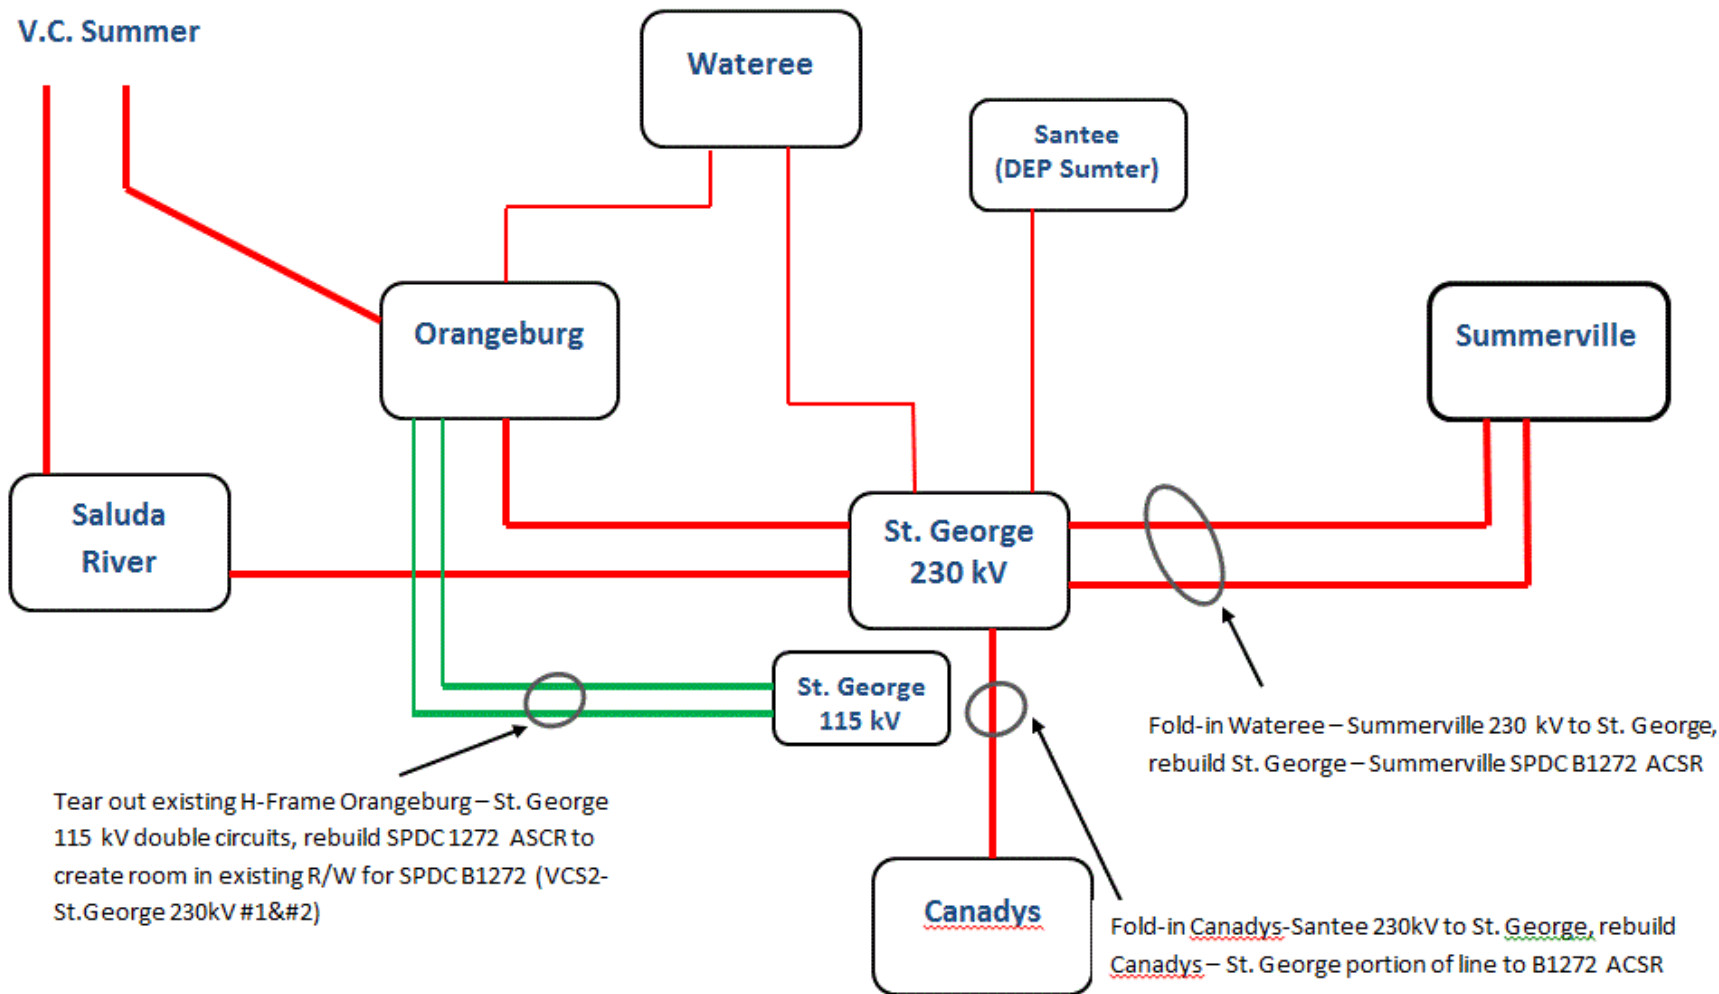 V.C. Summer
Wateree
Santee
(DEP Sumter)
Orangeburg
Summerville
Saluda
River
St. George
230 kV
St. George
115 kV
Fold-in Wateree – Summerville 230 kV to St. George,
rebuild St. George – Summerville SPDC B1272 ACSR
Tear out existing H-Frame Orangeburg – St. George
115 kV double circuits, rebuild SPDC 1272 ASCR to
create room in existing R/W for SPDC B1272 (VCS2-
St.George 230kV #1&#2)
Canadys
Fold-in Canadys-Santee 230kV to St. George, rebuild
Canadys – St. George portion of line to B1272 ACSR